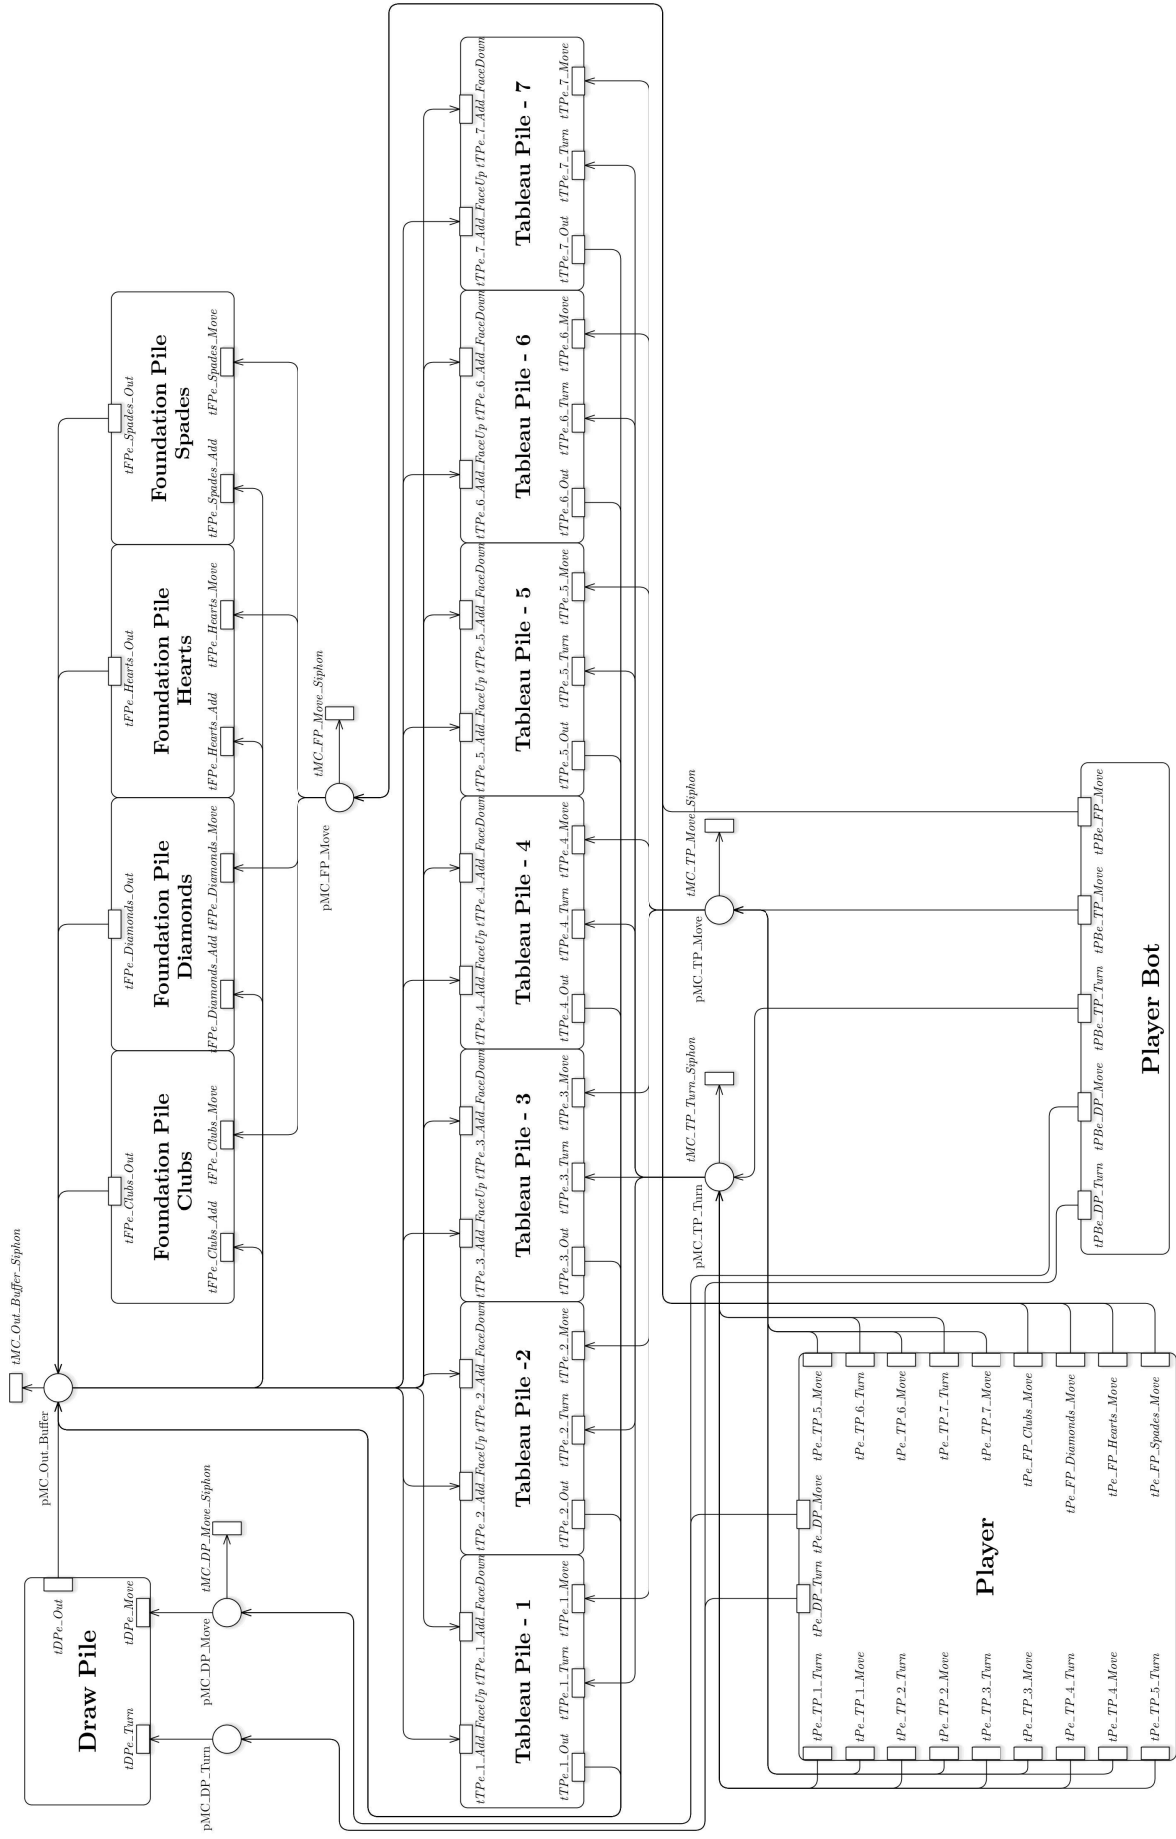 tMC_Out_Buffer_Siphon
pMC_Out_Buffer
Draw Pile
tDPe_Out
tDPe_Turn
tDPe_Move
pMC_DP_Turn
pMC_DP_Move
tMC_DP_Move_Siphon
tFPe_Clubs_Out
Foundation Pile
Clubs
tFPe_Clubs_Add
tFPe_Clubs_Move
tFPe_Diamonds_Out
Foundation Pile
Diamonds
tFPe_Diamonds_Add
tFPe_Diamonds_Move
tFPe_Hearts_Out
Foundation Pile
Hearts
tFPe_Hearts_Add
tFPe_Hearts_Move
tFPe_Spades_Out
Foundation Pile
Spades
tFPe_Spades_Add
tFPe_Spades_Move
pMC_FP_Move
tMC_FP_Move_Siphon
tTPe_1_Add_FaceUp
tTPe_1_Add_FaceDown
Tableau Pile - 1
tTPe_1_Out
tTPe_1_Turn
tTPe_1_Move
tTPe_2_Add_FaceUp
tTPe_2_Add_FaceDown
Tableau Pile -2
tTPe_2_Out
tTPe_2_Turn
tTPe_2_Move
tTPe_3_Add_FaceUp
tTPe_3_Add_FaceDown
Tableau Pile - 3
tTPe_3_Out
tTPe_3_Turn
tTPe_3_Move
tTPe_4_Add_FaceUp
tTPe_4_Add_FaceDown
Tableau Pile - 4
tTPe_4_Out
tTPe_4_Turn
tTPe_4_Move
tTPe_5_Add_FaceUp
tTPe_5_Add_FaceDown
Tableau Pile - 5
tTPe_5_Out
tTPe_5_Turn
tTPe_5_Move
tTPe_6_Add_FaceUp
tTPe_6_Add_FaceDown
Tableau Pile - 6
tTPe_6_Out
tTPe_6_Turn
tTPe_6_Move
tTPe_7_Add_FaceUp
tTPe_7_Add_FaceDown
Tableau Pile - 7
tTPe_7_Out
tTPe_7_Turn
tTPe_7_Move
pMC_TP_Turn
tMC_TP_Turn_Siphon
pMC_TP_Move
tMC_TP_Move_Siphon
tPe_DP_Turn
tPe_DP_Move
tPe_TP_1_Turn
tPe_TP_1_Move
tPe_TP_2_Turn
tPe_TP_2_Move
tPe_TP_3_Turn
tPe_TP_3_Move
tPe_TP_4_Turn
tPe_TP_4_Move
tPe_TP_5_Turn
Player
tPe_TP_5_Move
tPe_TP_6_Turn
tPe_TP_6_Move
tPe_TP_7_Turn
tPe_TP_7_Move
tPe_FP_Clubs_Move
tPe_FP_Diamonds_Move
tPe_FP_Hearts_Move
tPe_FP_Spades_Move
tPBe_DP_Turn
tPBe_DP_Move
tPBe_TP_Turn
tPBe_TP_Move
tPBe_FP_Move
Player Bot